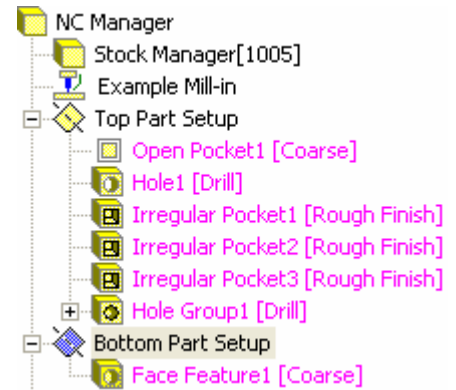 NC Manager
Stock Manager[1005]
Example Mill-in
Top Part Setup
Open Pocket1 [Coarse]
Hole1 [Drill]
Irregular Pocket1 [Rough Finish]
Irregular Pocket2 [Rough Finish]
Irregular Pocket3 [Rough Finish]
Hole Group1 [Drill]
Bottom Part Setup
Face Feature1 [Coarse]